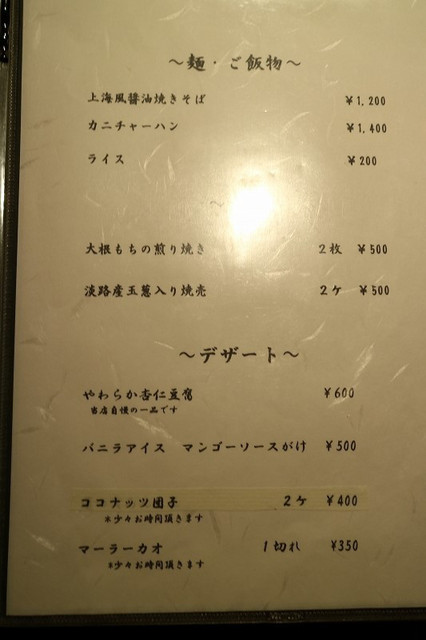 ～麺・ご飯物～
上海風醤油焼きそば ￥1,200
カニチャーハン ￥1,400
ライス ￥200
～
大根もちの煎り焼き 2枚 ￥500
淡路産玉葱入り焼売 2ケ ￥500
～デザート～
やわらか杏仁豆腐 ￥600
当店自慢の一品です
バニラアイス マンゴーソースがけ ￥500
ココナッツ団子 2ケ ￥400
※少々お時間頂きます
マーラーカオ 1切れ ￥350
※少々お時間頂きます